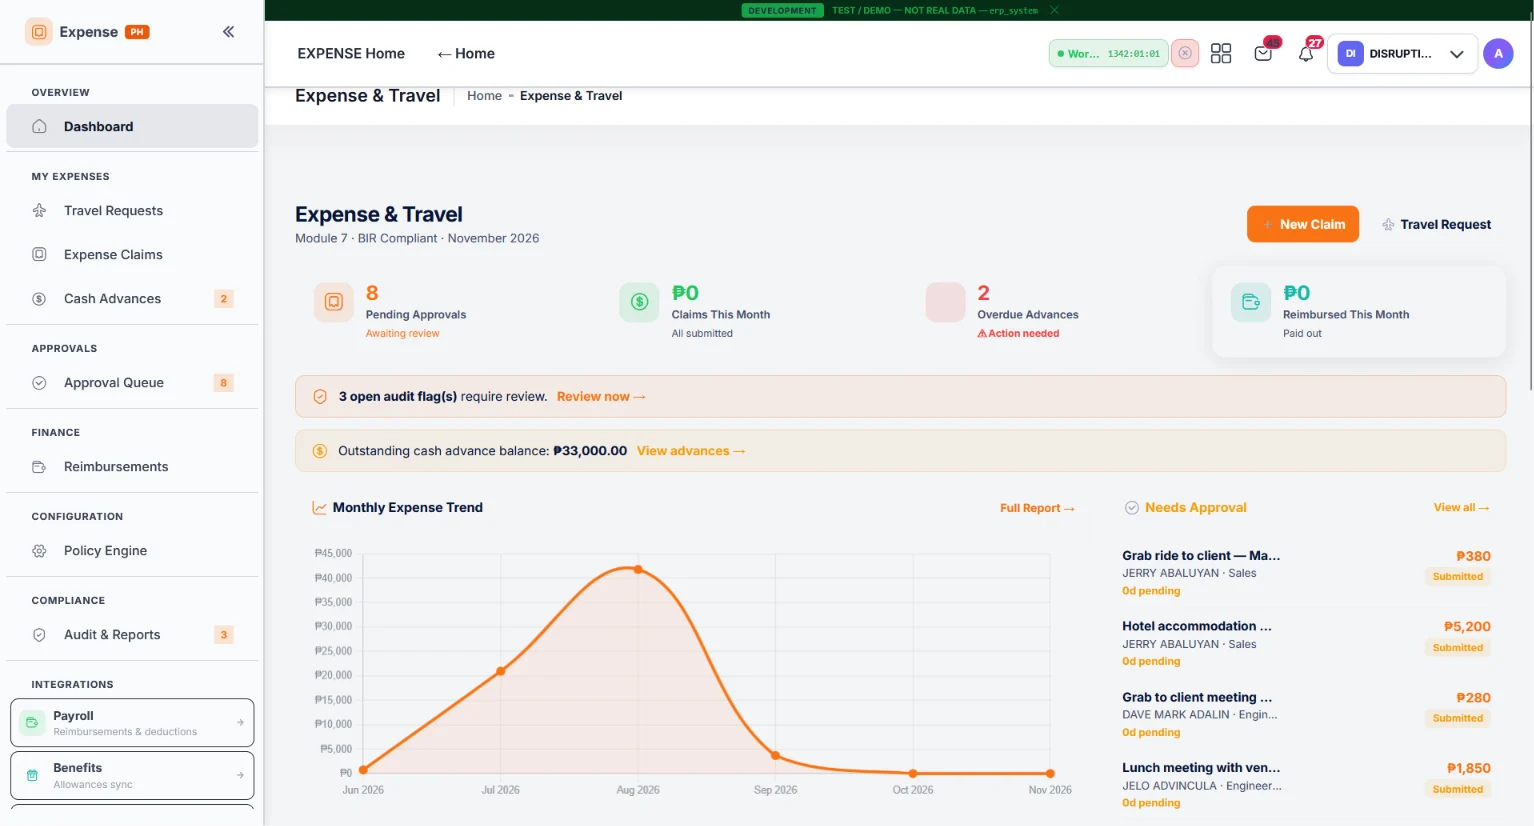 DEVELOPMENT TEST / DEMO — NOT REAL DATA — erp_system
Expense PH
OVERVIEW
Dashboard
MY EXPENSES
Travel Requests
Expense Claims
Cash Advances 2
APPROVALS
Approval Queue 8
FINANCE
Reimbursements
CONFIGURATION
Policy Engine
COMPLIANCE
Audit & Reports 3
INTEGRATIONS
Payroll
Reimbursements & deductions →
Benefits
Allowances sync →
EXPENSE Home ← Home
Wor... 1342:01:01
45
27
DI DISRUPTI...
A
Expense & Travel
Home - Expense & Travel
Expense & Travel
Module 7 · BIR Compliant · November 2026
+ New Claim
Travel Request
8
Pending Approvals
Awaiting review
₱0
Claims This Month
All submitted
2
Overdue Advances
⚠Action needed
₱0
Reimbursed This Month
Paid out
3 open audit flag(s) require review. Review now →
Outstanding cash advance balance: ₱33,000.00 View advances →
Monthly Expense Trend Full Report →
₱45,000
₱40,000
₱35,000
₱30,000
₱25,000
₱20,000
₱15,000
₱10,000
₱5,000
₱0
Jun 2026 Jul 2026 Aug 2026 Sep 2026 Oct 2026 Nov 2026
Needs Approval View all →
Grab ride to client — Ma... ₱380
JERRY ABALUYAN · Sales Submitted
0d pending
Hotel accommodation ... ₱5,200
JERRY ABALUYAN · Sales Submitted
0d pending
Grab to client meeting ... ₱280
DAVE MARK ADALIN · Engin... Submitted
0d pending
Lunch meeting with ven... ₱1,850
JELO ADVINCULA · Engineer... Submitted
0d pending